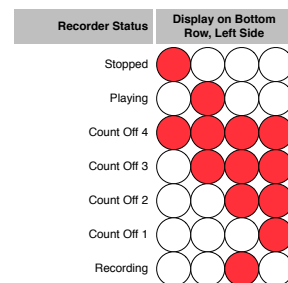 Recorder Status
Display on Bottom
Row, Left Side
Stopped
Playing
Count Off 4
Count Off 3
Count Off 2
Count Off 1
Recording